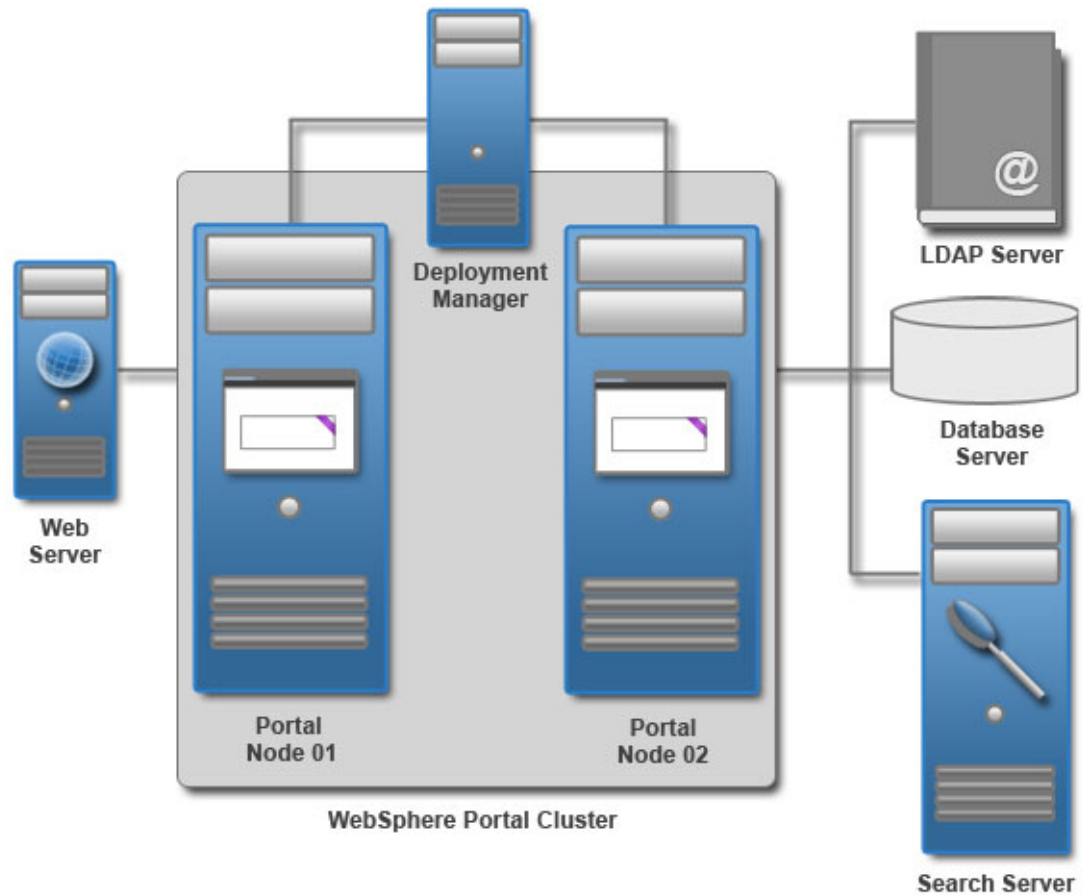 Deployment
Manager
@
LDAP Server
Database
Server
Web
Server
Portal
Node 01
Portal
Node 02
WebSphere Portal Cluster
Search Server